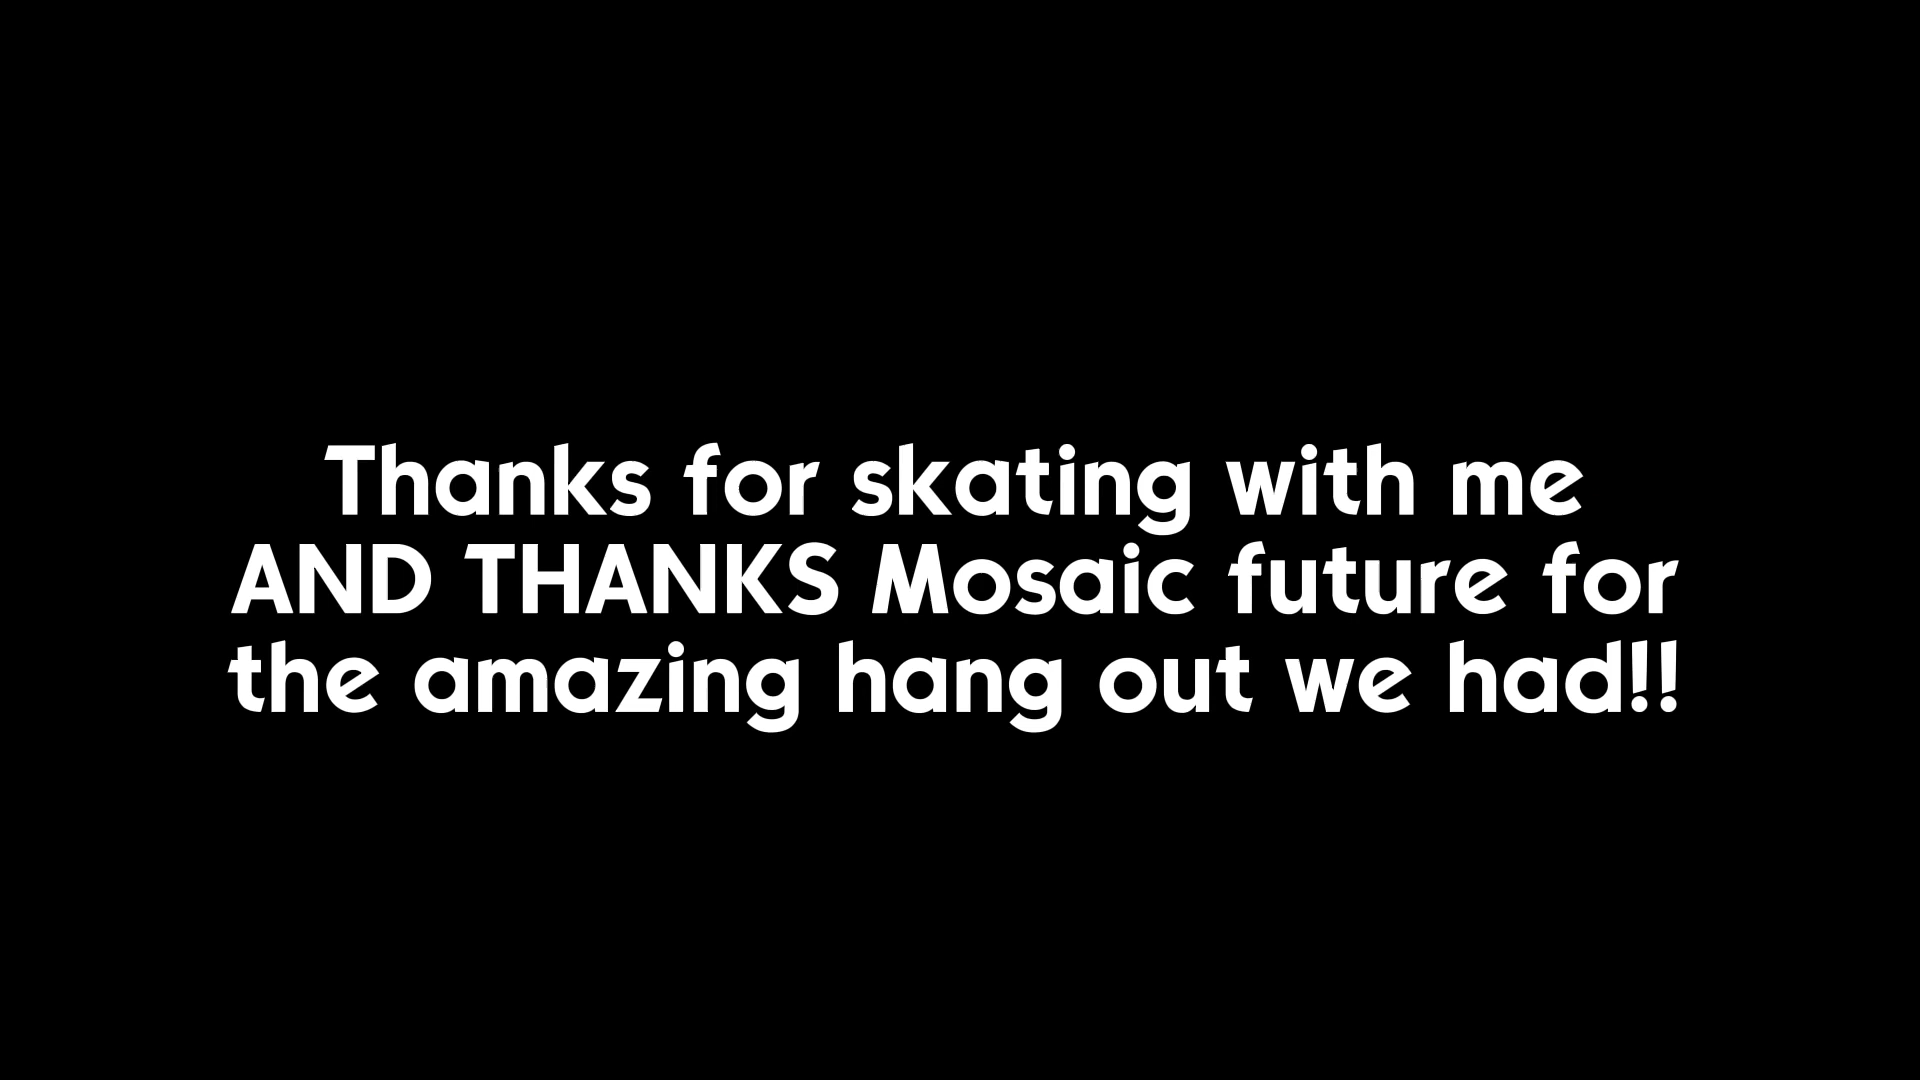 Thanks for skating with me
AND THANKS Mosaic future for
the amazing hang out we had!!